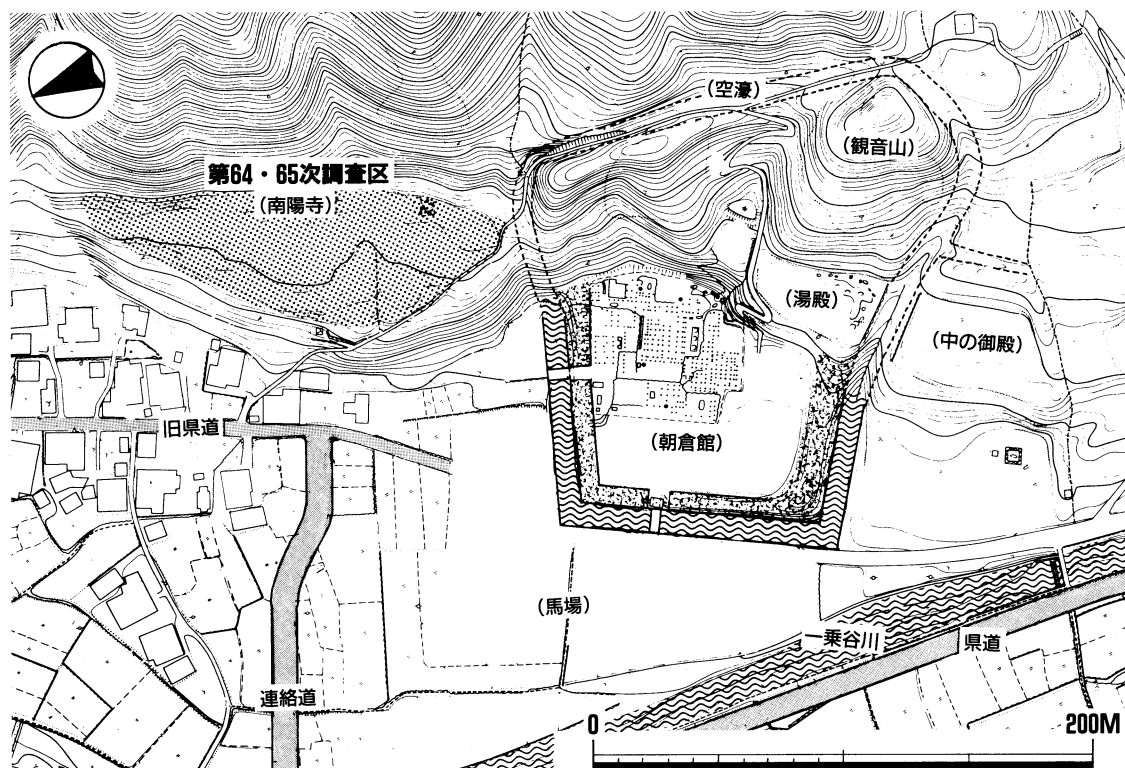 (空濠)
(観音山)
第64・65次調査区
(南陽寺)
(湯殿)
(中の御殿)
旧県道
(朝倉館)
(馬場)
一乗谷川
県道
連絡道
0
200M